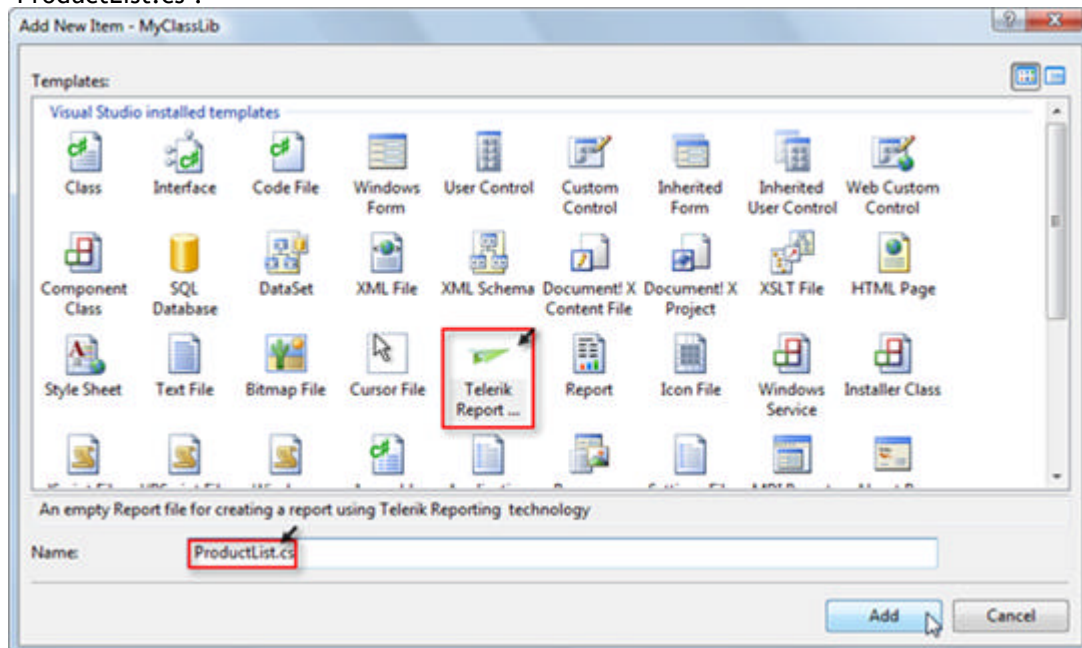 ProductList.cs".
Add New Item - MyClassLib
Templates:
Visual Studio installed templates
Class Interface Code File Windows Form User Control Custom Control Inherited Form Inherited User Control Web Custom Control
Component Class SQL Database DataSet XML File XML Schema Document! X Content File Document! X Project XSLT File HTML Page
Style Sheet Text File Bitmap File Cursor File Telerik Report ... Report Icon File Windows Service Installer Class
An empty Report file for creating a report using Telerik Reporting technology
Name: ProductList.cs
Add Cancel